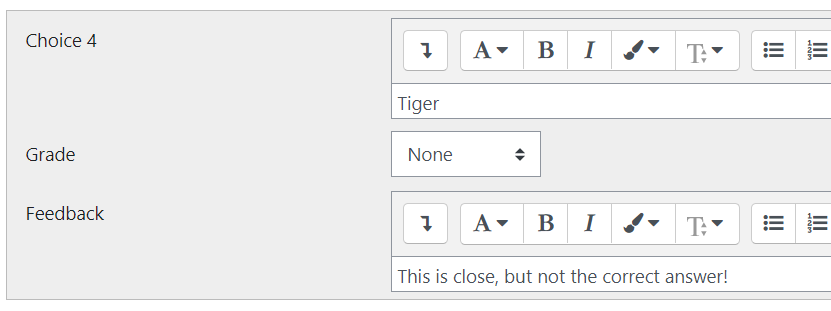 Choice 4
A B I T
Tiger
Grade
None
Feedback
A B I T
This is close, but not the correct answer!